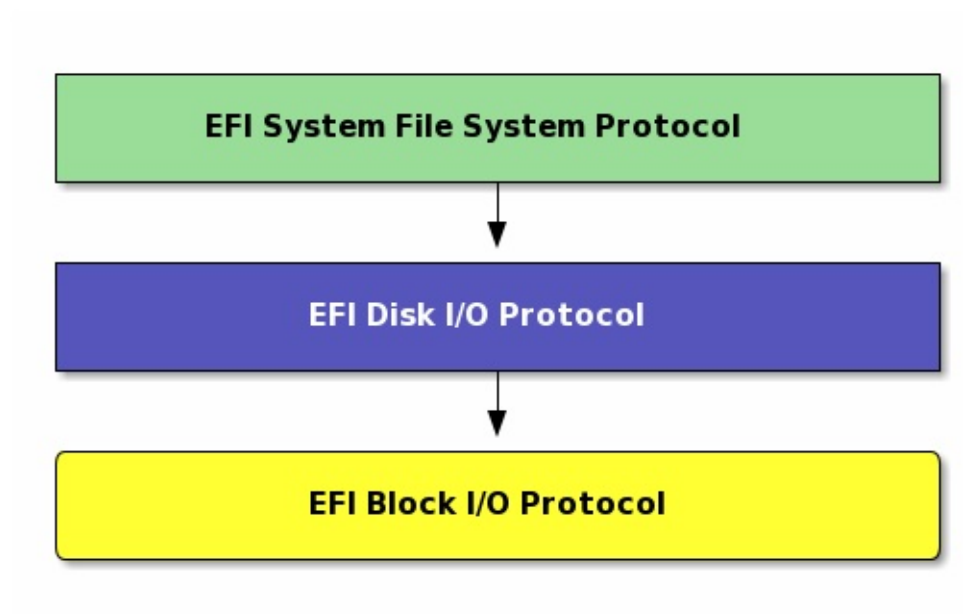 EFI System File System Protocol
EFI Disk I/O Protocol
EFI Block I/O Protocol